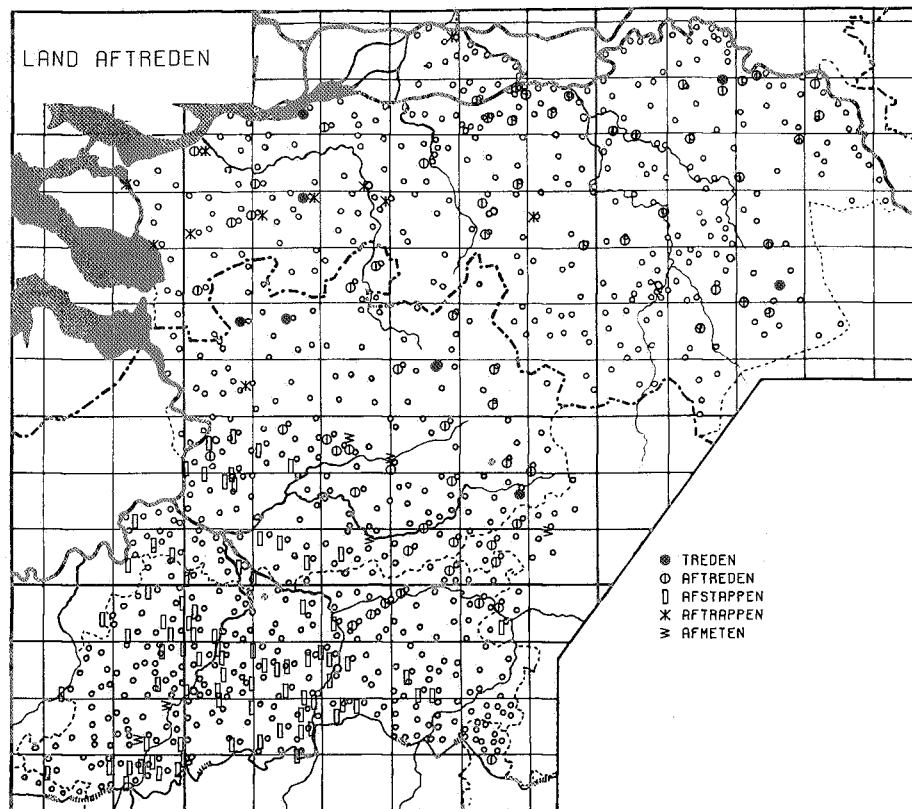 LAND AFTREDEN
TREDEN
AFTREDEN
AFSTAPPEN
AFTRAPPEN
AFMETEN